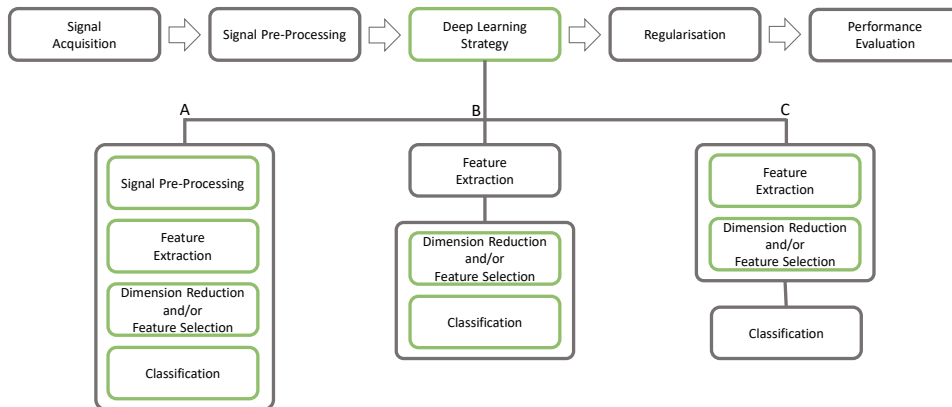 Signal
Acquisition
Signal Pre-Processing
Deep Learning
Strategy
Regularisation
Performance
Evaluation
A
B
C
Signal Pre-Processing
Feature
Extraction
Dimension Reduction
and/or
Feature Selection
Classification
Feature
Extraction
Dimension Reduction
and/or
Feature Selection
Classification
Feature
Extraction
Dimension Reduction
and/or
Feature Selection
Classification